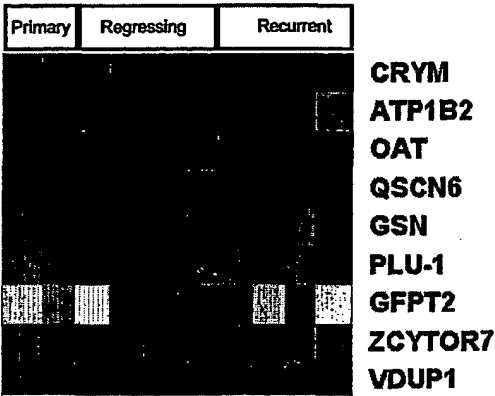 Primary Regressing Recurrent
CRYM
ATP1B2
OAT
QSCN6
GSN
PLU-1
GFPT2
ZCYTOR7
VDUP1